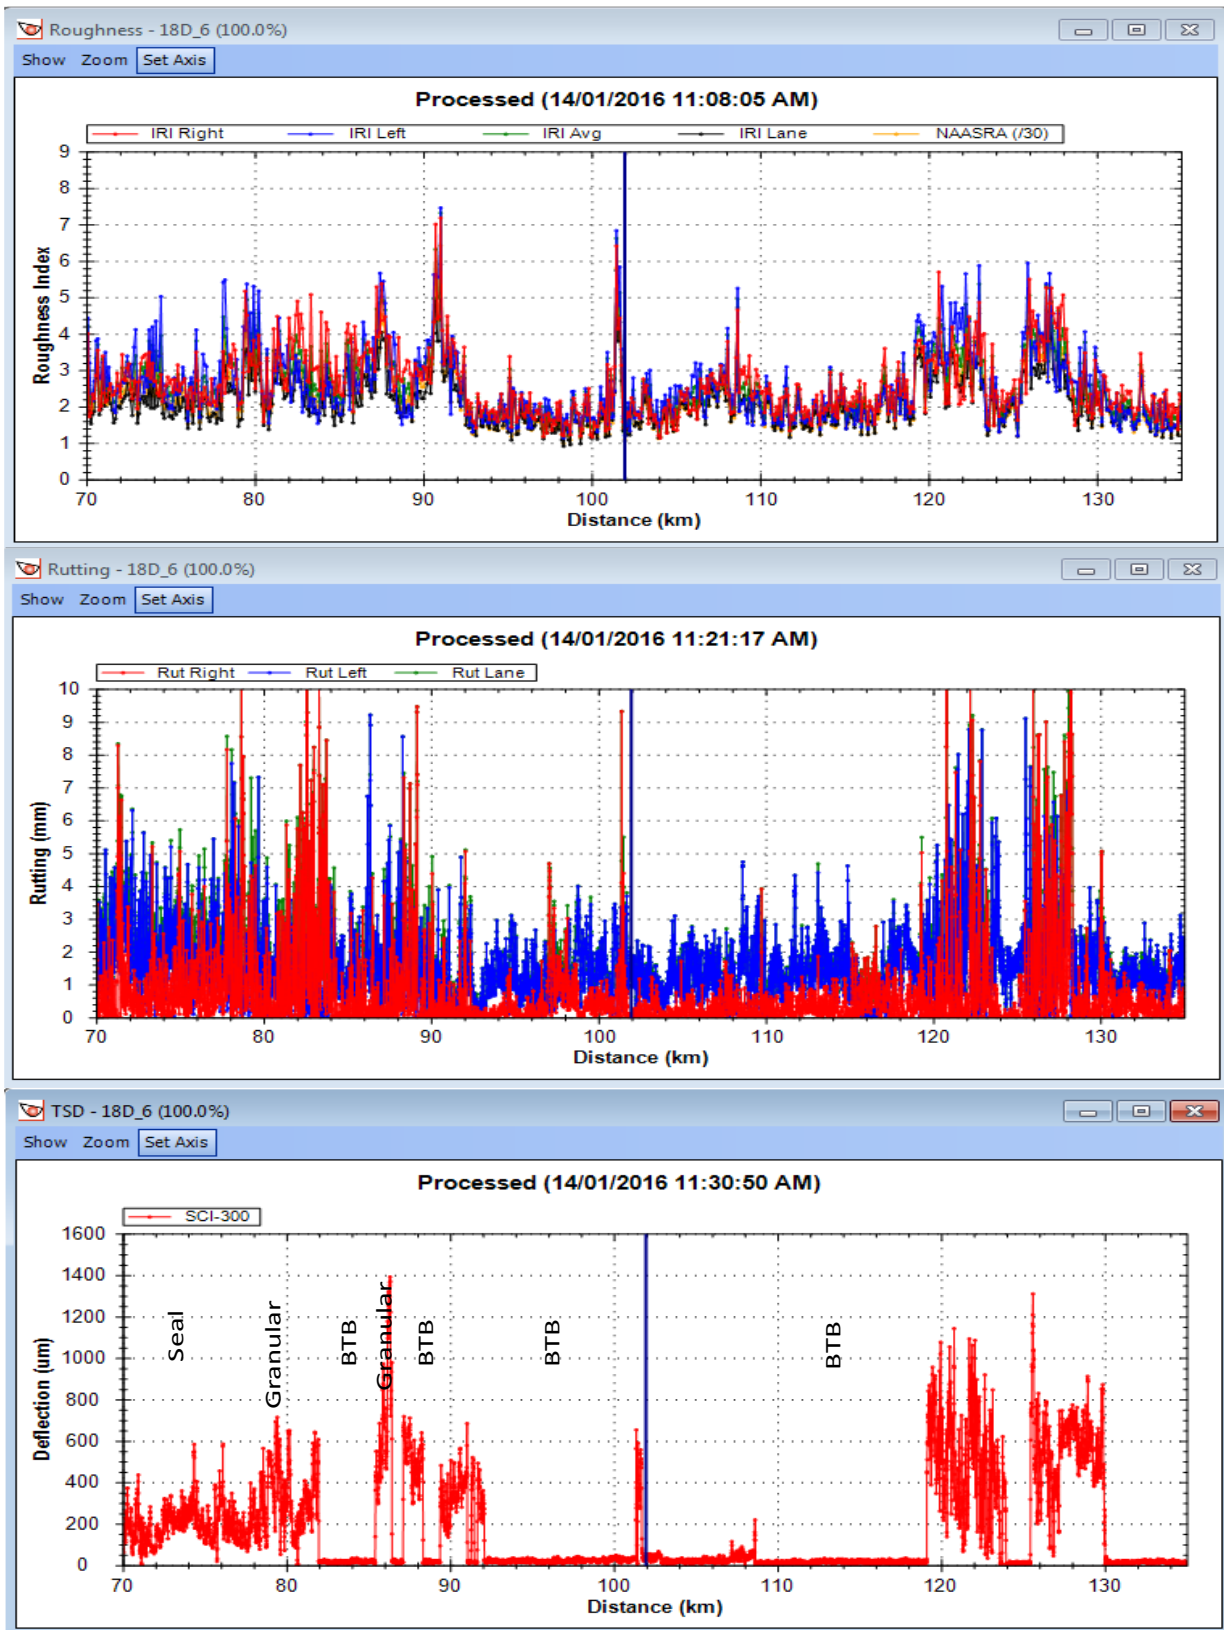 Roughness - 18D_6 (100.0%)
Show Zoom Set Axis
Processed (14/01/2016 11:08:05 AM)
IRI Right IRI Left IRI Avg IRI Lane NAASRA (/30)
Roughness Index
9
8
7
6
5
4
3
2
1
0
70 80 90 100 110 120 130
Distance (km)
Rutting - 18D_6 (100.0%)
Show Zoom Set Axis
Processed (14/01/2016 11:21:17 AM)
Rut Right Rut Left Rut Lane
Rutting (mm)
10
9
8
7
6
5
4
3
2
1
0
70 80 90 100 110 120 130
Distance (km)
TSD - 18D_6 (100.0%)
Show Zoom Set Axis
Processed (14/01/2016 11:30:50 AM)
SCI-300
Deflection (um)
1600
1400
1200
1000
800
600
400
200
0
Seal
Granular
BTB
Granular
BTB
BTB
BTB
70 80 90 100 110 120 130
Distance (km)